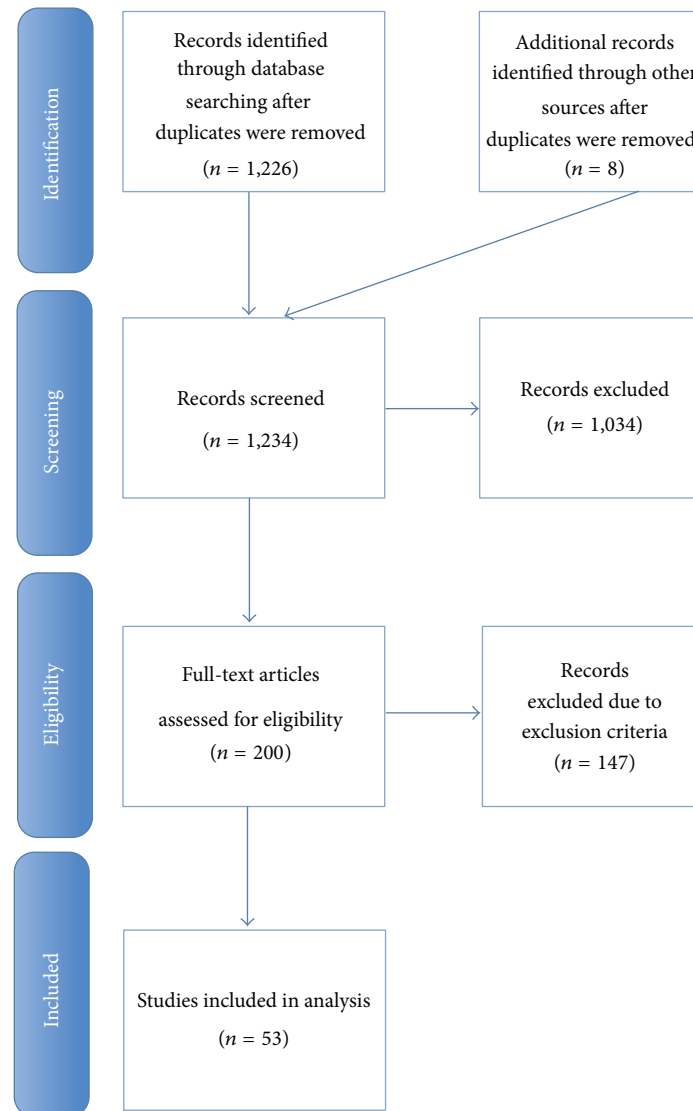 Identification
Records identified
through database
searching after
duplicates were removed
(n = 1,226)
Additional records
identified through other
sources after
duplicates were removed
(n = 8)
Screening
Records screened
(n = 1,234)
Records excluded
(n = 1,034)
Eligibility
Full-text articles
assessed for eligibility
(n = 200)
Records
excluded due to
exclusion criteria
(n = 147)
Included
Studies included in analysis
(n = 53)